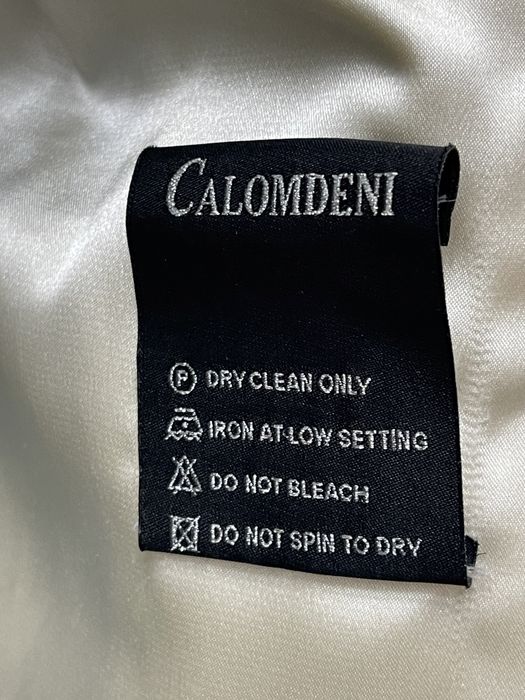 CALOMDENI
P DRY CLEAN ONLY
IRON AT LOW SETTING
DO NOT BLEACH
DO NOT SPIN TO DRY